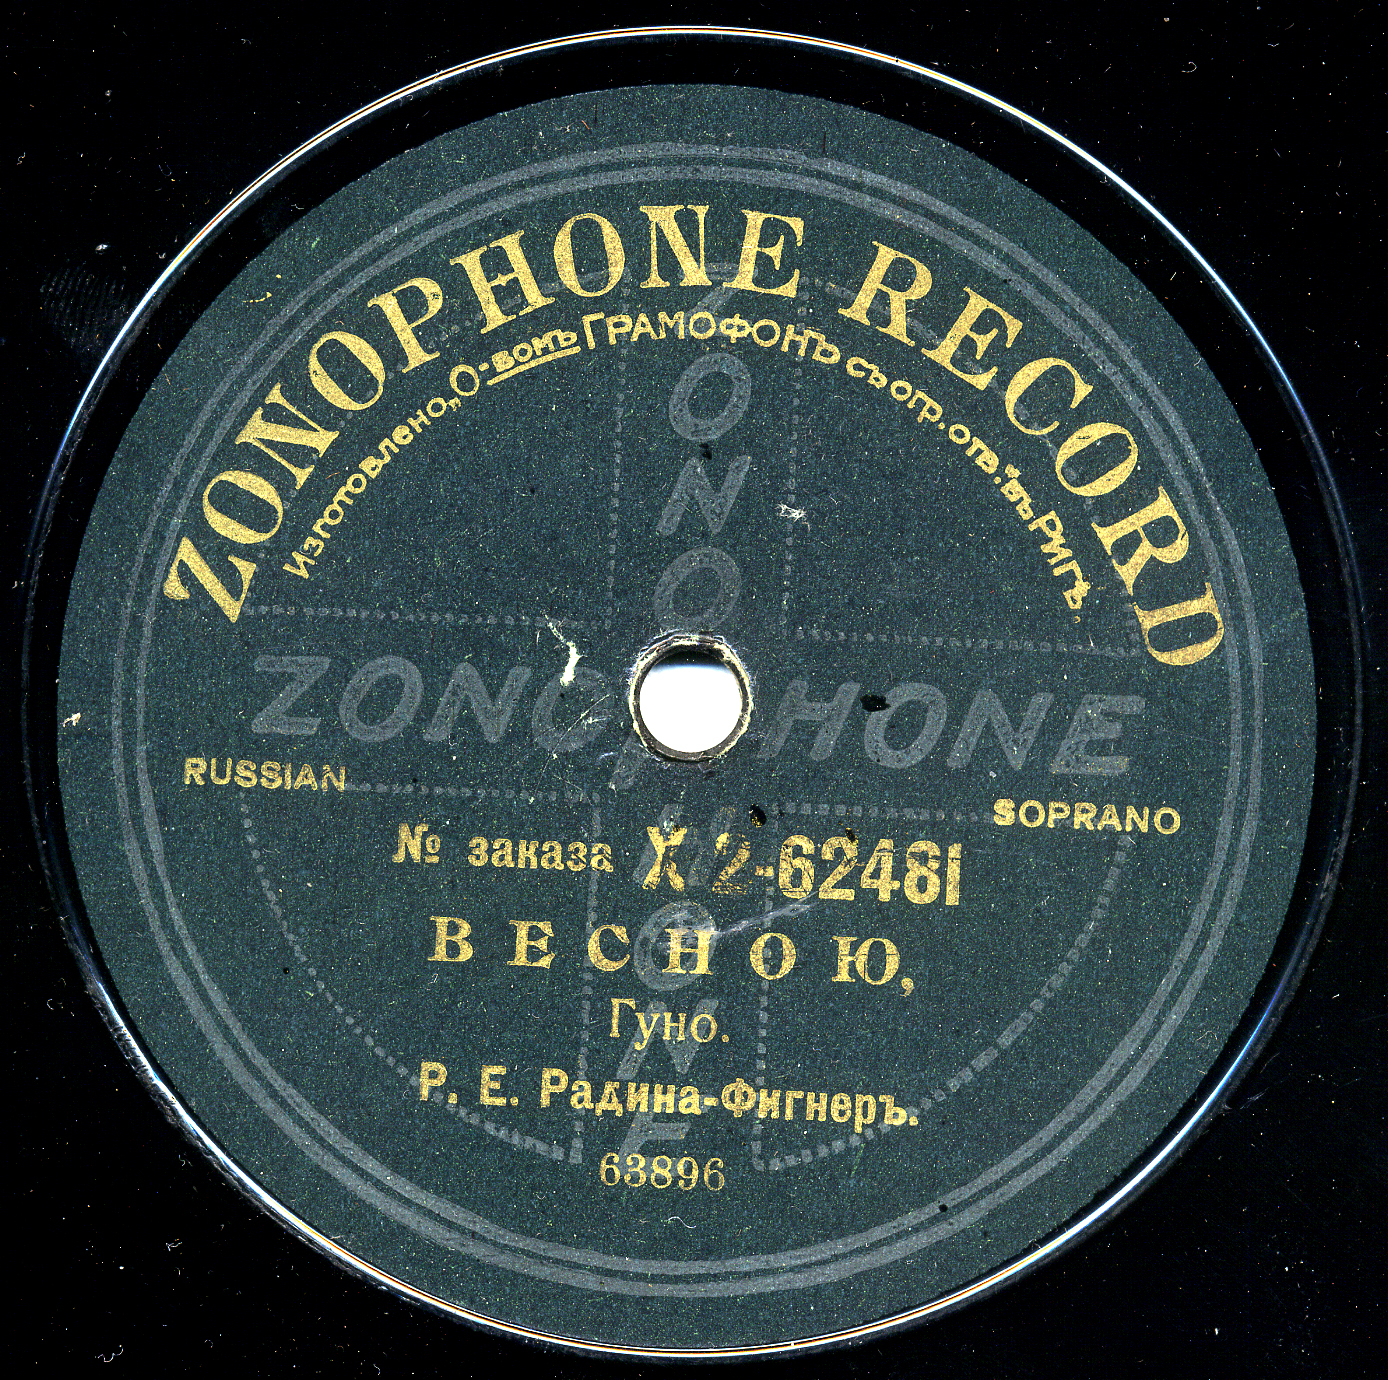 ZONOPHONE RECORD
Изготовлено „О-вомъ Грамофонъ съ огр. отв." въ Ригѣ.
ZONOPHONE
ZONOPHONE
RUSSIAN
SOPRANO
№ заказа X 2-62481
ВЕСНОЮ,
Гуно.
Р. Е. Радина-Фигнеръ.
63896